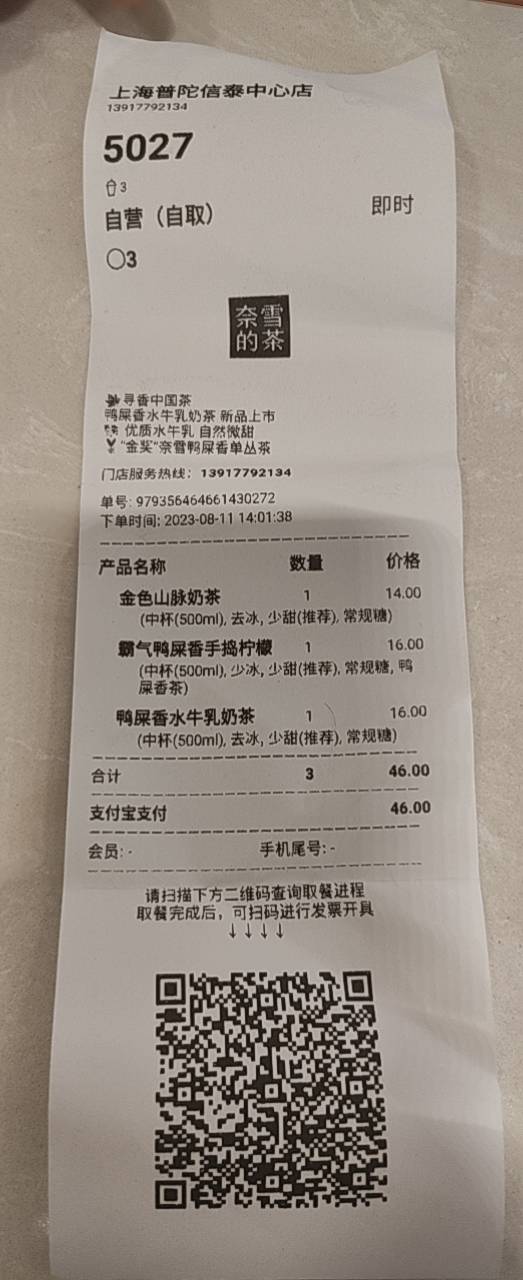 上海普陀信泰中心店
13917792134
5027
3
自营（自取） 即时
○3
奈雪
的茶
寻香中国茶
鸭屎香水牛乳奶茶 新品上市
优质水牛乳 自然微甜
“金奖”奈雪鸭屎香单丛茶
门店服务热线：13917792134
单号: 979356464661430272
下单时间: 2023-08-11 14:01:38
产品名称 数量 价格
金色山脉奶茶 1 14.00
(中杯(500ml), 去冰, 少甜(推荐), 常规糖)
霸气鸭屎香手捣柠檬 1 16.00
(中杯(500ml), 少冰, 少甜(推荐), 常规糖, 鸭
屎香茶)
鸭屎香水牛乳奶茶 1 16.00
(中杯(500ml), 去冰, 少甜(推荐), 常规糖)
合计 3 46.00
支付宝支付 46.00
会员: - 手机尾号: -
请扫描下方二维码查询取餐进程
取餐完成后，可扫码进行发票开具
↓↓↓↓